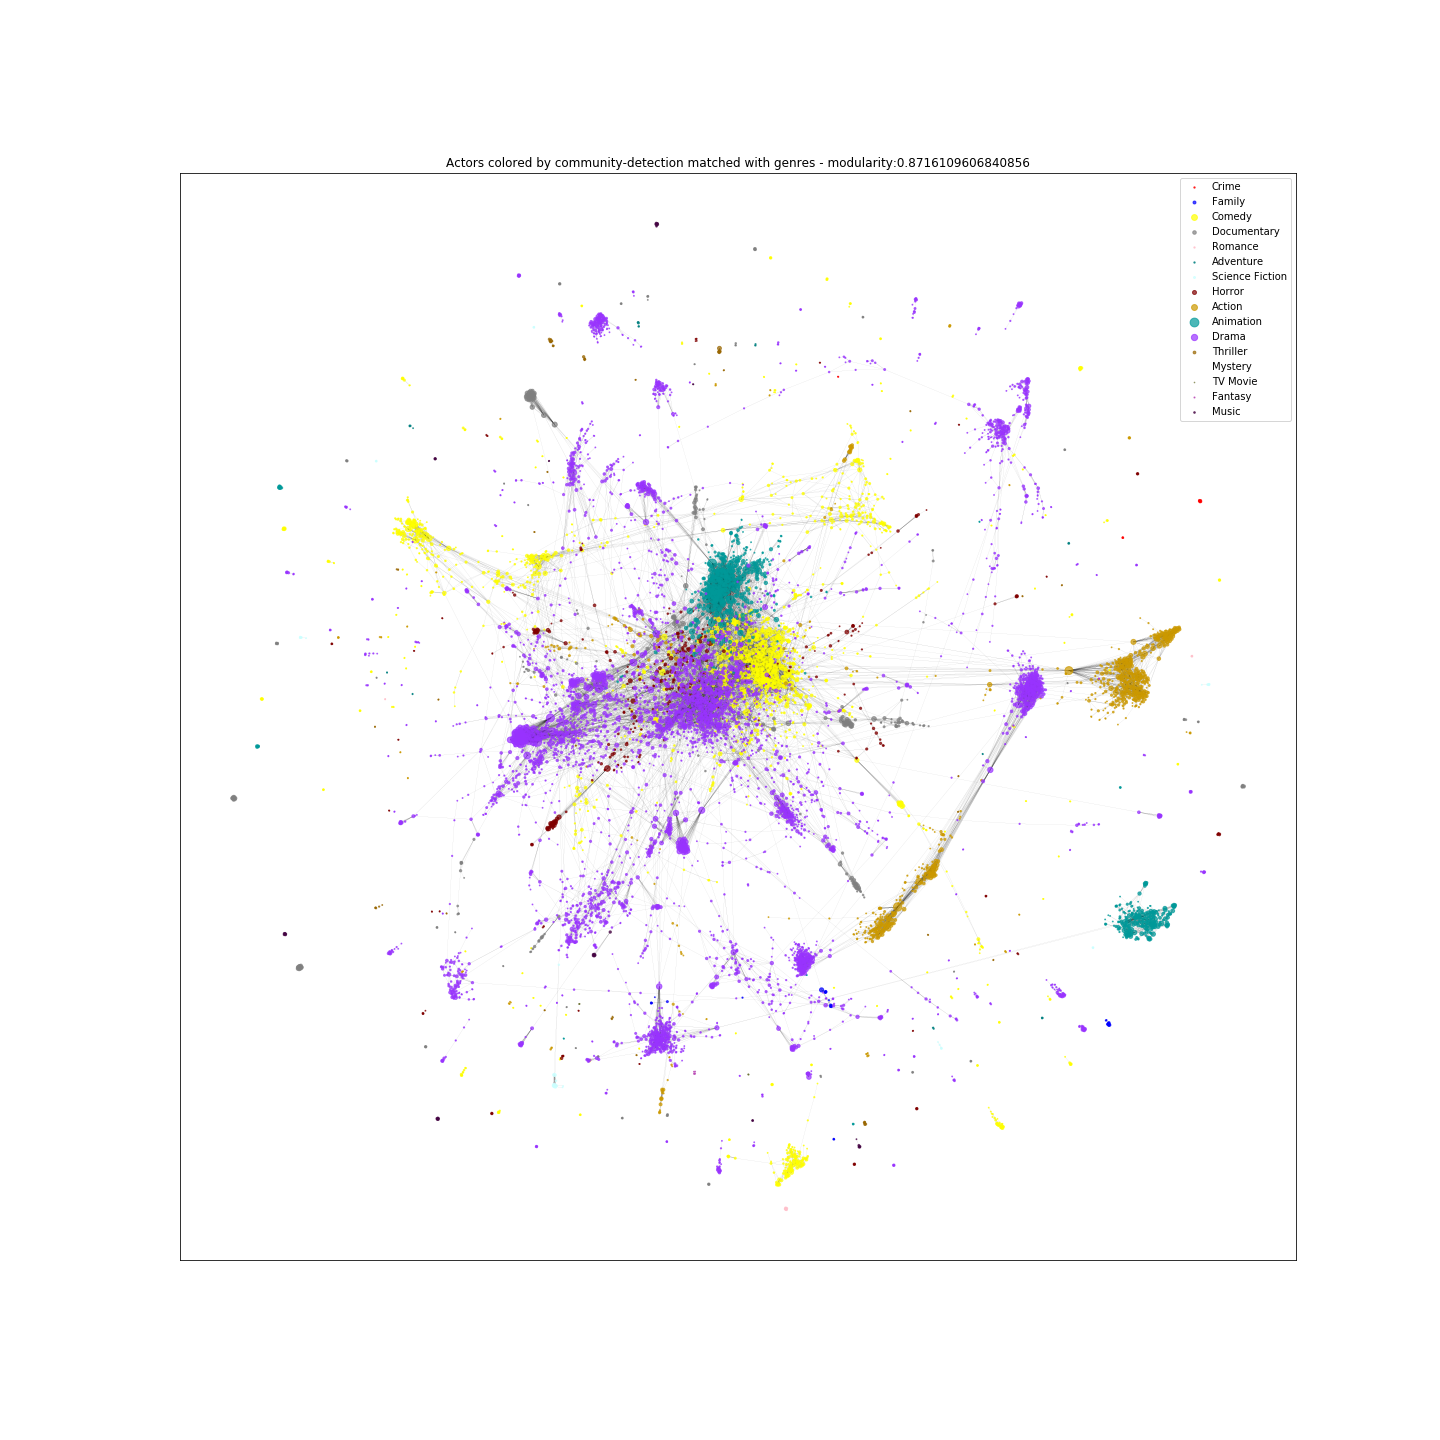 Actors colored by community-detection matched with genres - modularity:0.8716109606840856
Crime
Family
Comedy
Documentary
Romance
Adventure
Science Fiction
Horror
Action
Animation
Drama
Thriller
Mystery
TV Movie
Fantasy
Music